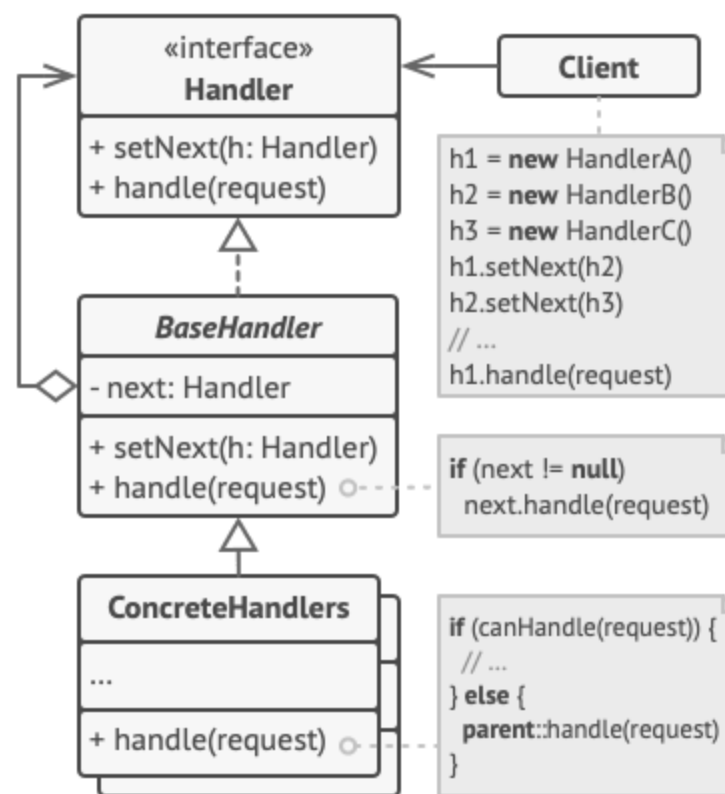 «interface»
Handler
+ setNext(h: Handler)
+ handle(request)
Client
h1 = new HandlerA()
h2 = new HandlerB()
h3 = new HandlerC()
h1.setNext(h2)
h2.setNext(h3)
// ...
h1.handle(request)
BaseHandler
- next: Handler
+ setNext(h: Handler)
+ handle(request)
if (next != null)
next.handle(request)
ConcreteHandlers
...
+ handle(request)
if (canHandle(request)) {
// ...
} else {
parent::handle(request)
}